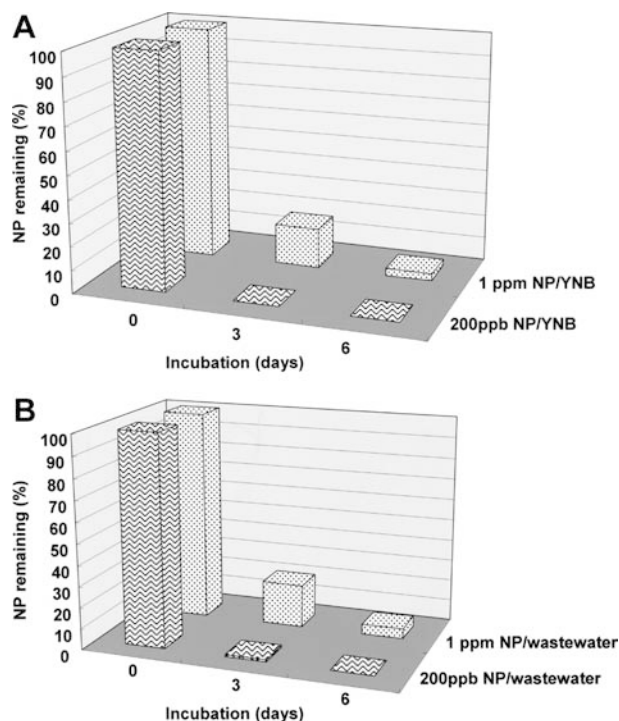 A
NP remaining (%)
100
90
80
70
60
50
40
30
20
10
0
0
3
6
Incubation (days)
1 ppm NP/YNB
200ppb NP/YNB
B
NP remaining (%)
100
90
80
70
60
50
40
30
20
10
0
0
3
6
Incubation (days)
1 ppm NP/wastewater
200ppb NP/wastewater